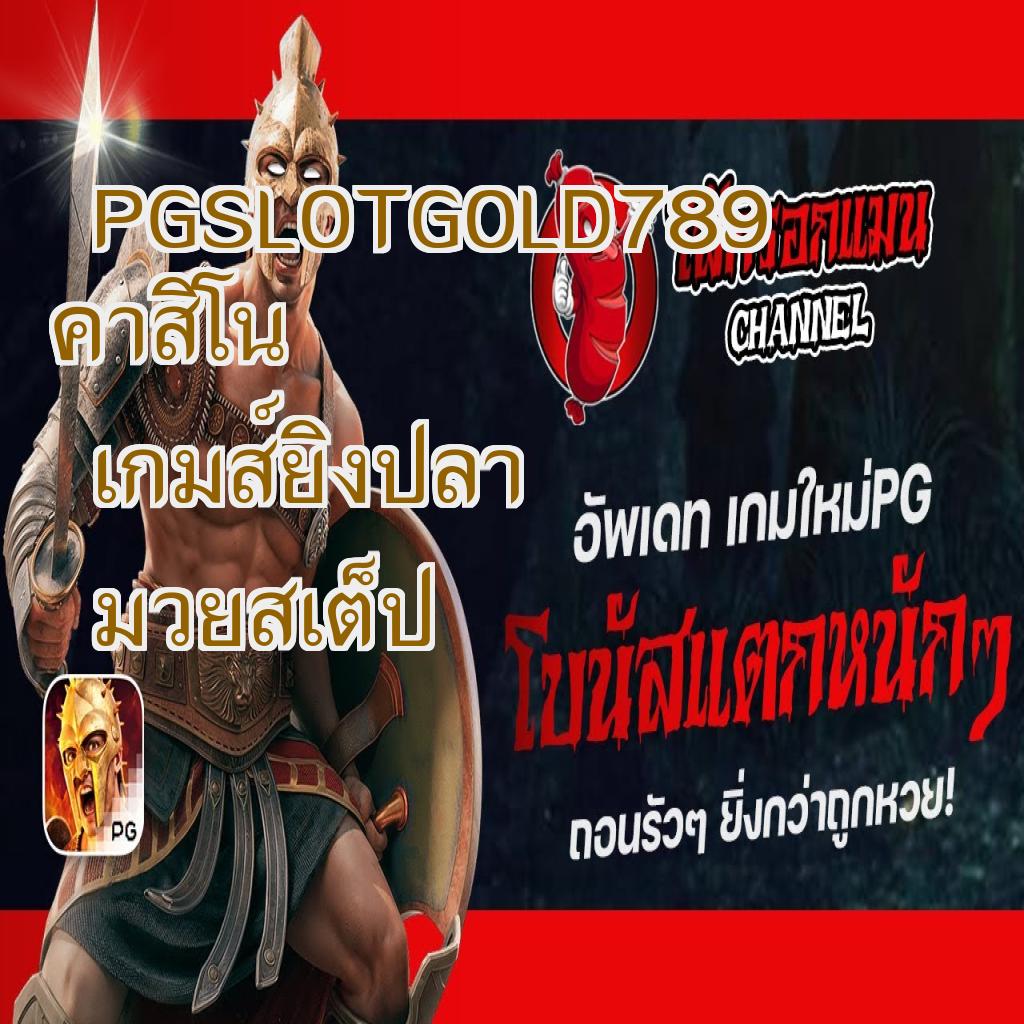 PGSLOTGOLD789
คาสิโน
เกมส์ยิงปลา
มวยสเต็ป
CHANNEL
อัพเดท เกมใหม่PG
โบนัสแตกหนักๆ
ถอนรัวๆ ยิ่งกว่าถูกหวย!
PG